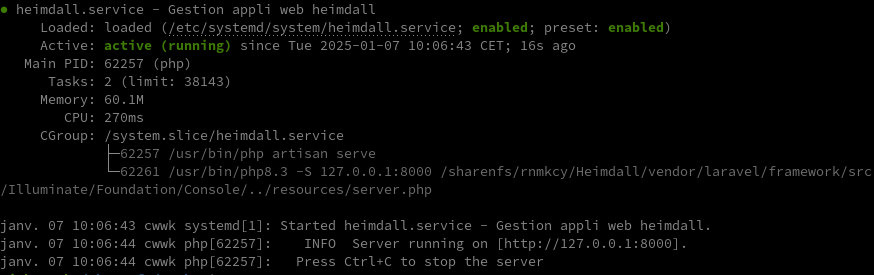 ● heimdall.service - Gestion appli web heimdall
Loaded: loaded (/etc/systemd/system/heimdall.service; enabled; preset: enabled)
Active: active (running) since Tue 2025-01-07 10:06:43 CET; 16s ago
Main PID: 62257 (php)
Tasks: 2 (limit: 38143)
Memory: 60.1M
CPU: 270ms
CGroup: /system.slice/heimdall.service
├─62257 /usr/bin/php artisan serve
└─62261 /usr/bin/php8.3 -S 127.0.0.1:8000 /sharenfs/rnmkcy/Heimdall/vendor/laravel/framework/src
/Illuminate/Foundation/Console/../resources/server.php
janv. 07 10:06:43 cwwk systemd[1]: Started heimdall.service - Gestion appli web heimdall.
janv. 07 10:06:44 cwwk php[62257]:    INFO  Server running on [http://127.0.0.1:8000].
janv. 07 10:06:44 cwwk php[62257]:   Press Ctrl+C to stop the server